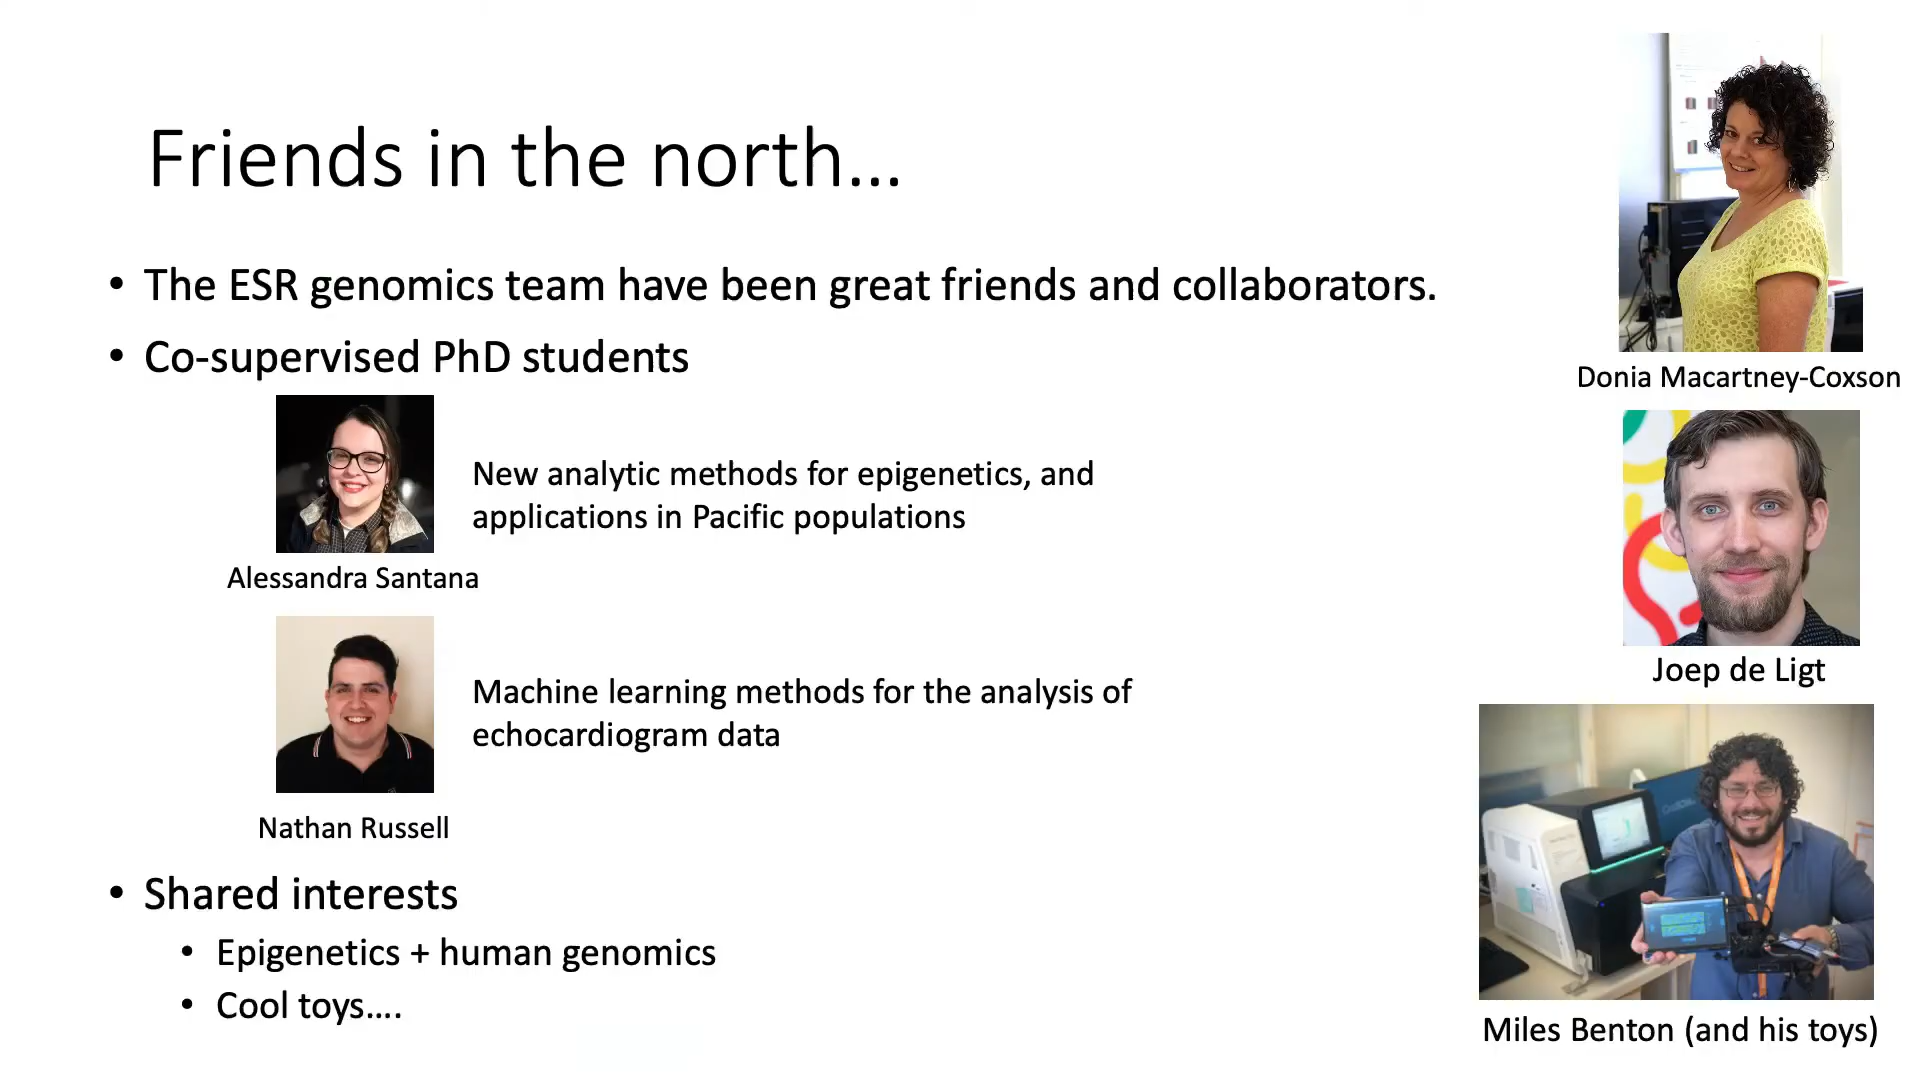 Friends in the north…
• The ESR genomics team have been great friends and collaborators.
• Co-supervised PhD students
New analytic methods for epigenetics, and
applications in Pacific populations
Alessandra Santana
Machine learning methods for the analysis of
echocardiogram data
Nathan Russell
• Shared interests
• Epigenetics + human genomics
• Cool toys….
Donia Macartney-Coxson
Joep de Ligt
Miles Benton (and his toys)